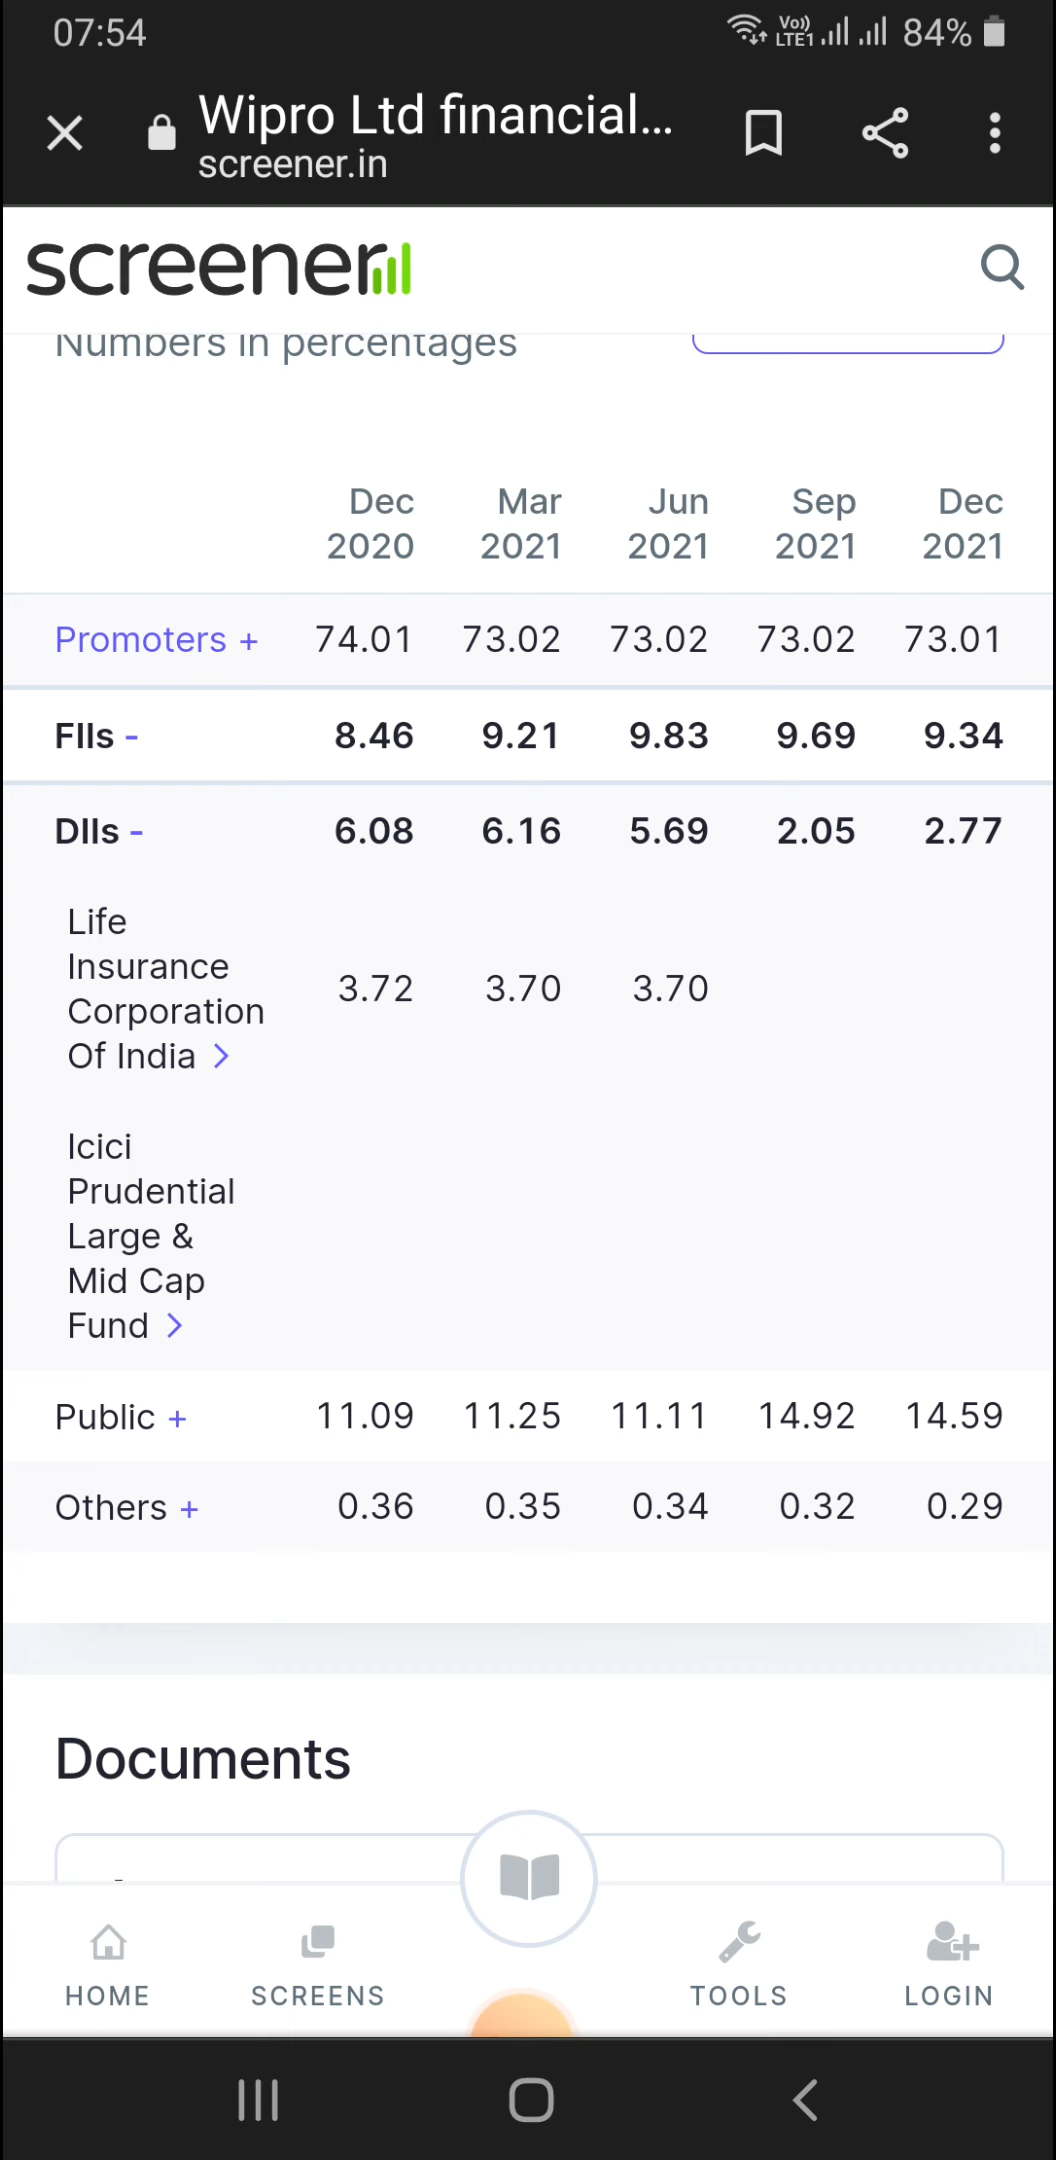 07:54
Vo)) LTE1 84%
Wipro Ltd financial...
screener.in
screener
Numbers in percentages
Dec 2020 Mar 2021 Jun 2021 Sep 2021 Dec 2021
Promoters + 74.01 73.02 73.02 73.02 73.01
FIIs - 8.46 9.21 9.83 9.69 9.34
DIIs - 6.08 6.16 5.69 2.05 2.77
Life
Insurance
Corporation
Of India > 3.72 3.70 3.70
Icici
Prudential
Large &
Mid Cap
Fund >
Public + 11.09 11.25 11.11 14.92 14.59
Others + 0.36 0.35 0.34 0.32 0.29
Documents
HOME SCREENS TOOLS LOGIN